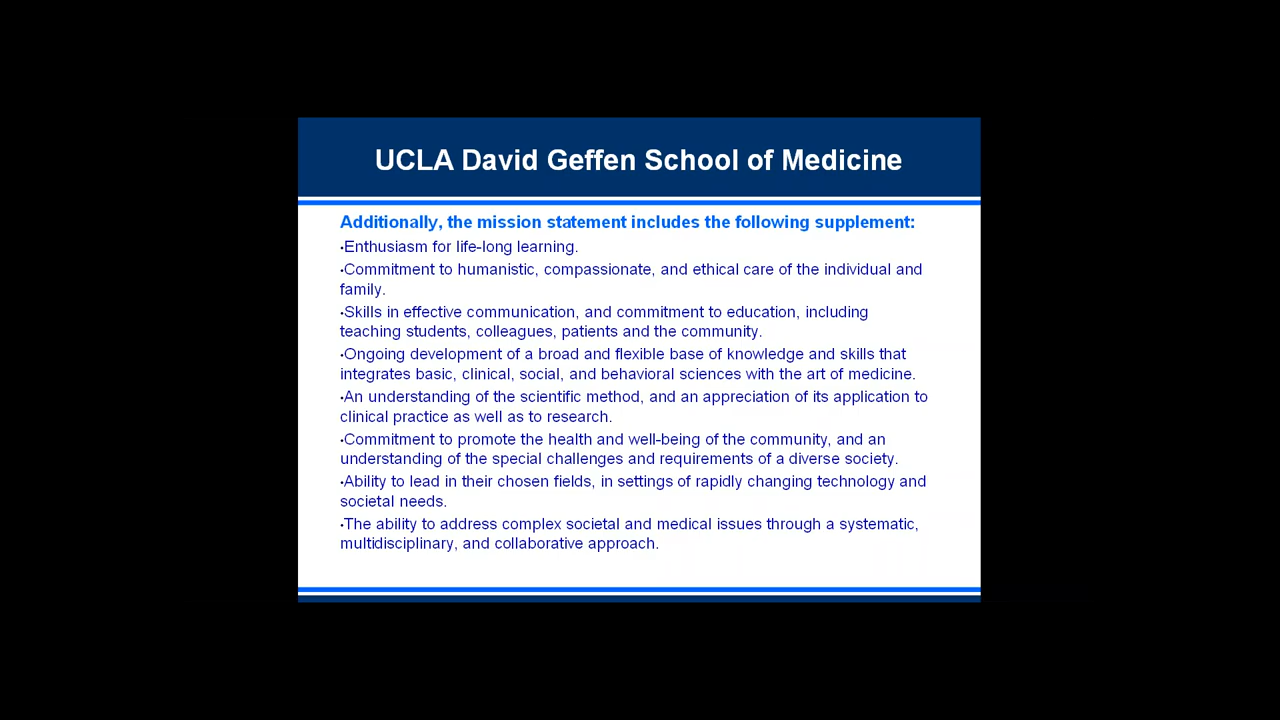 UCLA David Geffen School of Medicine
Additionally, the mission statement includes the following supplement:
•Enthusiasm for life-long learning.
•Commitment to humanistic, compassionate, and ethical care of the individual and
family.
•Skills in effective communication, and commitment to education, including
teaching students, colleagues, patients and the community.
•Ongoing development of a broad and flexible base of knowledge and skills that
integrates basic, clinical, social, and behavioral sciences with the art of medicine.
•An understanding of the scientific method, and an appreciation of its application to
clinical practice as well as to research.
•Commitment to promote the health and well-being of the community, and an
understanding of the special challenges and requirements of a diverse society.
•Ability to lead in their chosen fields, in settings of rapidly changing technology and
societal needs.
•The ability to address complex societal and medical issues through a systematic,
multidisciplinary, and collaborative approach.